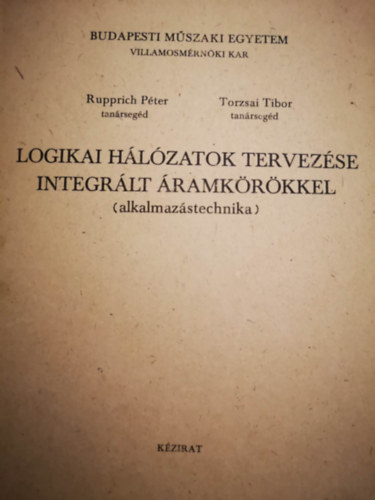 BUDAPESTI MŰSZAKI EGYETEM
VILLAMOSMÉRNÖKI KAR
Rupprich Péter
tanársegéd
Torzsai Tibor
tanársegéd
LOGIKAI HÁLÓZATOK TERVEZÉSE
INTEGRÁLT ÁRAMKÖRÖKKEL
(alkalmazástechnika)
KÉZIRAT